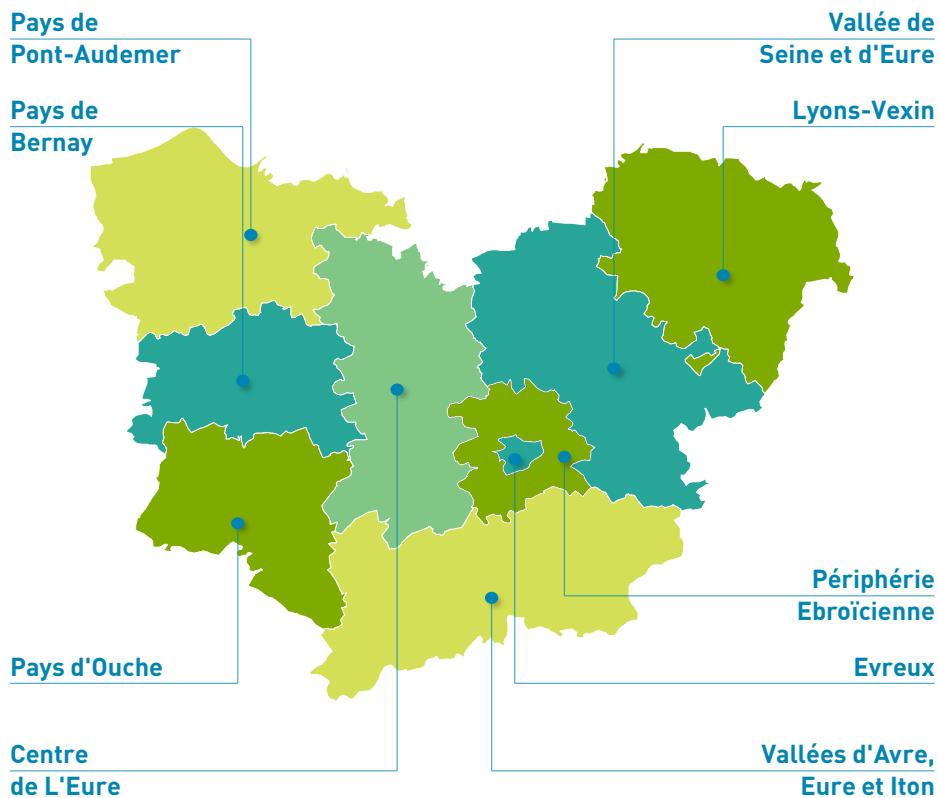 Pays de
Pont-Audemer
Vallée de
Seine et d'Eure
Pays de
Bernay
Lyons-Vexin
Périphérie
Ebroïcienne
Pays d'Ouche
Evreux
Centre
de L'Eure
Vallées d'Avre,
Eure et Iton